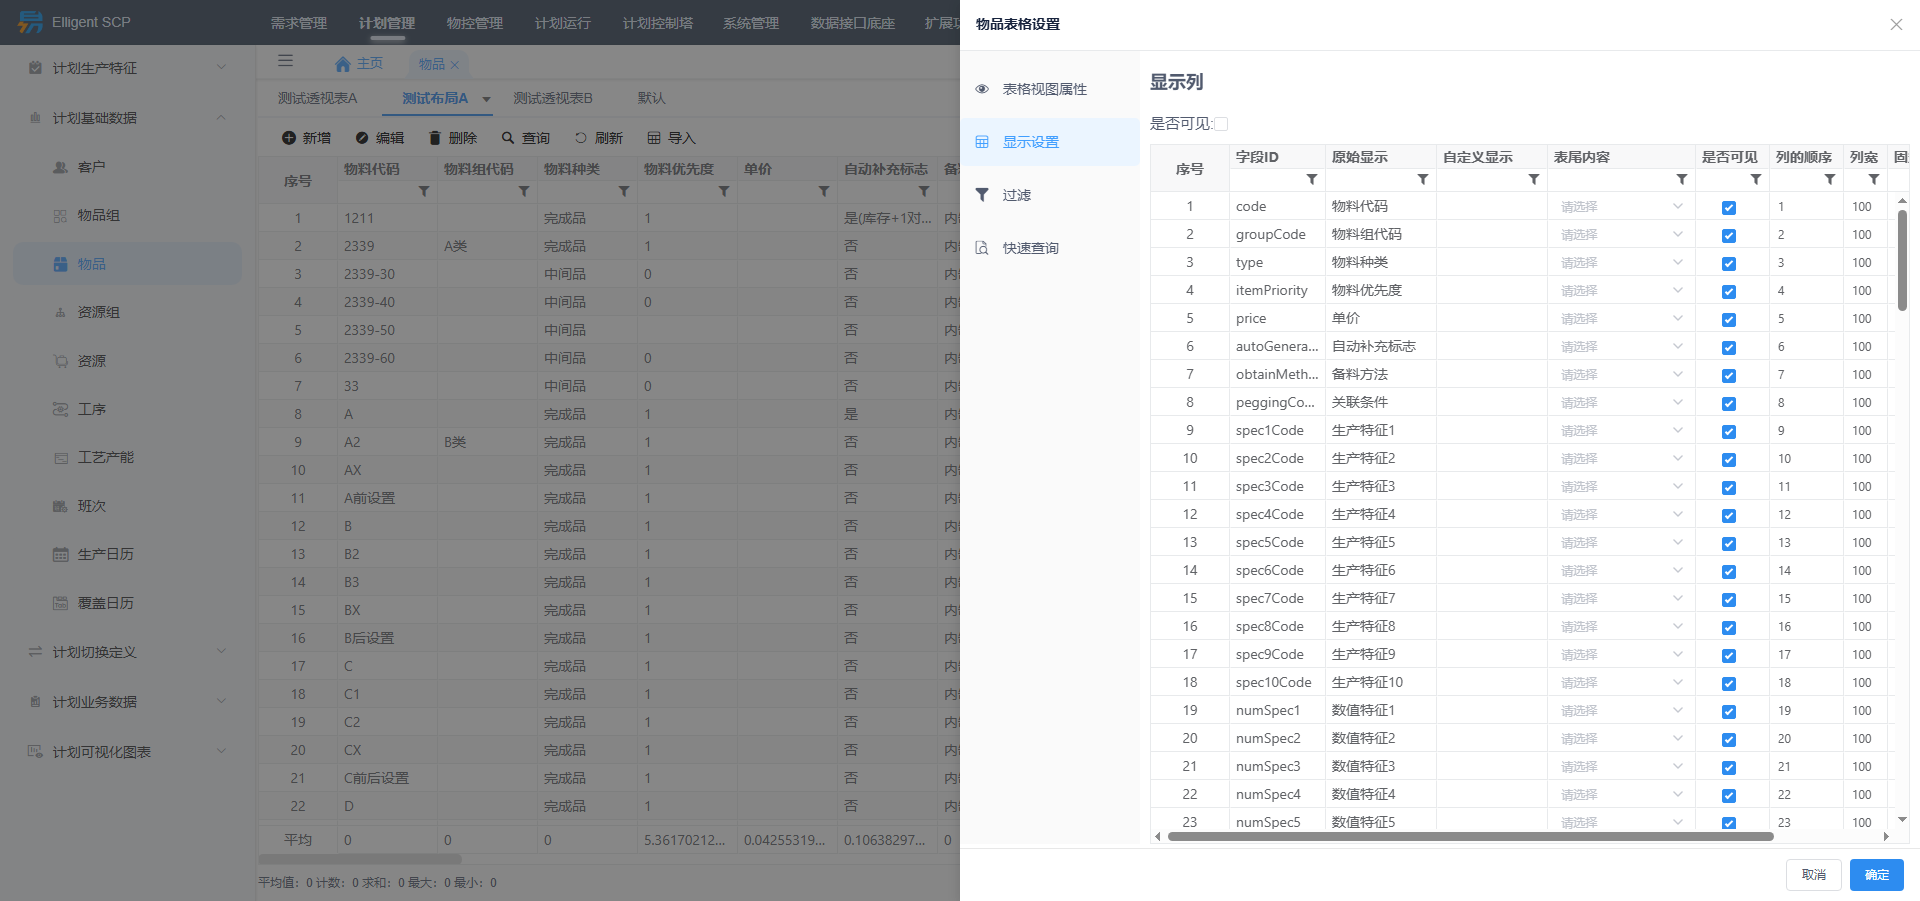 Elligent SCP
需求管理 计划管理 物控管理 计划运行 计划控制塔 系统管理 数据接口底座
计划生产特征
计划基础数据
客户
物品组
物品
资源组
资源
工序
工艺产能
班次
生产日历
覆盖日历
计划切换定义
计划业务数据
计划可视化图表
主页 物品
测试透视表A 测试布局A 测试透视表B 默认
新增 编辑 删除 查询 刷新 导入
序号 物料代码 物料组代码 物料种类 物料优先度 单价 自动补充标志
1 1211 完成品 1 是(库存+1对... 内
2 2339 A类 完成品 1 否 内
3 2339-30 中间品 0 否 内
4 2339-40 中间品 0 否 内
5 2339-50 中间品 否 内
6 2339-60 中间品 0 否 内
7 33 中间品 0 否 内
8 A 完成品 1 是 内
9 A2 B类 完成品 1 否 内
10 AX 完成品 1 否 内
11 A前设置 完成品 1 否 内
12 B 完成品 1 否 内
13 B2 完成品 1 否 内
14 B3 完成品 1 否 内
15 BX 完成品 1 否 内
16 B后设置 完成品 1 否 内
17 C 完成品 1 否 内
18 C1 完成品 1 否 内
19 C2 完成品 1 否 内
20 CX 完成品 1 否 内
21 C前后设置 完成品 1 否 内
22 D 完成品 1 否 内
平均 0 0 0 5.36170212... 0.04255319... 0.10638297... 0
平均值: 0 计数: 0 求和: 0 最大: 0 最小: 0
物品表格设置
表格视图属性
显示设置
过滤
快速查询
显示列
是否可见:
序号 字段ID 原始显示 自定义显示 表尾内容 是否可见 列的顺序 列宽 固
1 code 物料代码 请选择 1 100
2 groupCode 物料组代码 请选择 2 100
3 type 物料种类 请选择 3 100
4 itemPriority 物料优先度 请选择 4 100
5 price 单价 请选择 5 100
6 autoGenera... 自动补充标志 请选择 6 100
7 obtainMeth... 备料方法 请选择 7 100
8 peggingCo... 关联条件 请选择 8 100
9 spec1Code 生产特征1 请选择 9 100
10 spec2Code 生产特征2 请选择 10 100
11 spec3Code 生产特征3 请选择 11 100
12 spec4Code 生产特征4 请选择 12 100
13 spec5Code 生产特征5 请选择 13 100
14 spec6Code 生产特征6 请选择 14 100
15 spec7Code 生产特征7 请选择 15 100
16 spec8Code 生产特征8 请选择 16 100
17 spec9Code 生产特征9 请选择 17 100
18 spec10Code 生产特征10 请选择 18 100
19 numSpec1 数值特征1 请选择 19 100
20 numSpec2 数值特征2 请选择 20 100
21 numSpec3 数值特征3 请选择 21 100
22 numSpec4 数值特征4 请选择 22 100
23 numSpec5 数值特征5 请选择 23 100
取消 确定